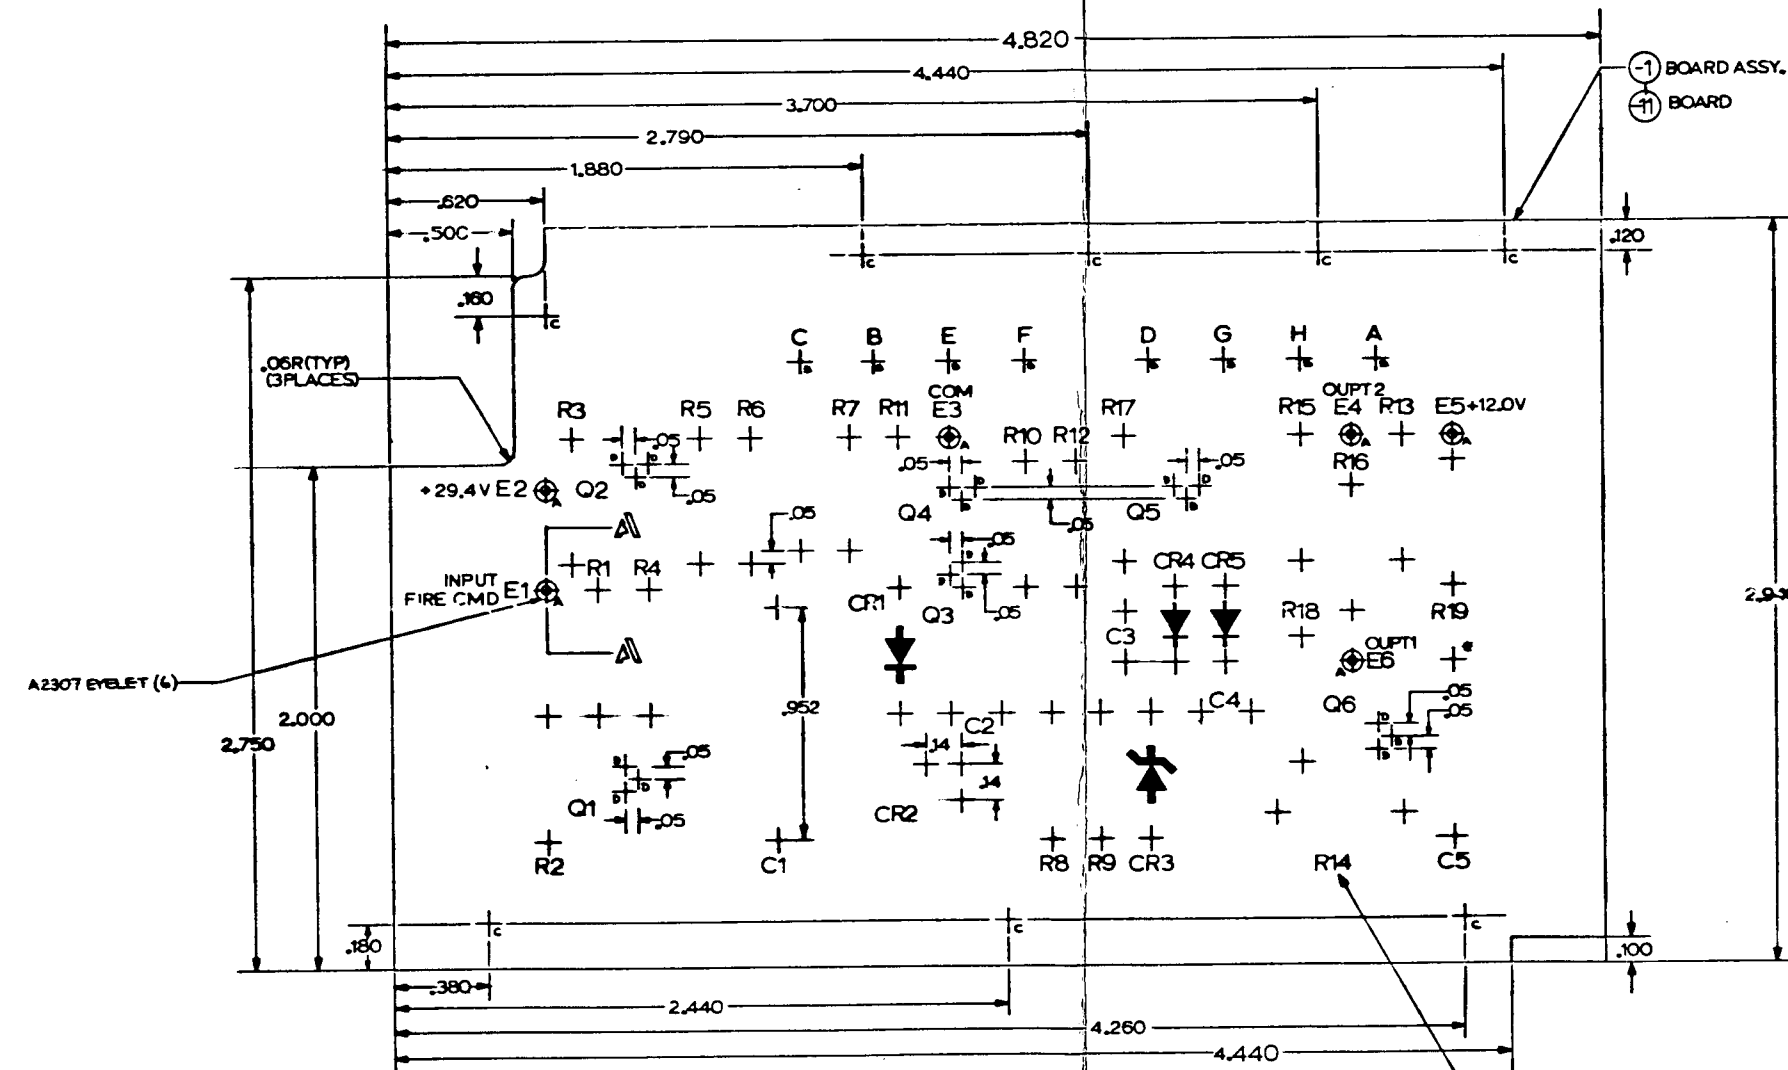 4.820
4.440
-1 BOARD ASSY.
-11 BOARD
3.700
2.790
1.880
.620
.500
.120
.160
C C C C
C
C B E F D G H A
B B B B B B B B
.06R(TYP)
(3PLACES)
COM
OUPT 2
R3 R5 R6 R7 R11 E3 R17 R15 E4 R13 E5 +12.0V
.05 R10 R12
A A A
.05 .05 R16
D D
D
+29.4V E2 Q2 .05
A
D D
D
D D
D
Q4 Q5
.05 .05
.05
INPUT
FIRE CMD E1 R1 R4
A
D
D
D
CR4 CR5
CR1 Q3 .05 R18 R19
C3
OUPT1
E6
A
A2307 EYELET (6)
2.000
.952
2.750
C2 C4 Q6 .05
.05
D
D
D
.14
.05
D
D
D
.14
Q1 .05 CR2
R2 C1 R8 R9 CR3 R14 C5
C C C
.180
.100
.380
2.440
4.260
4.440